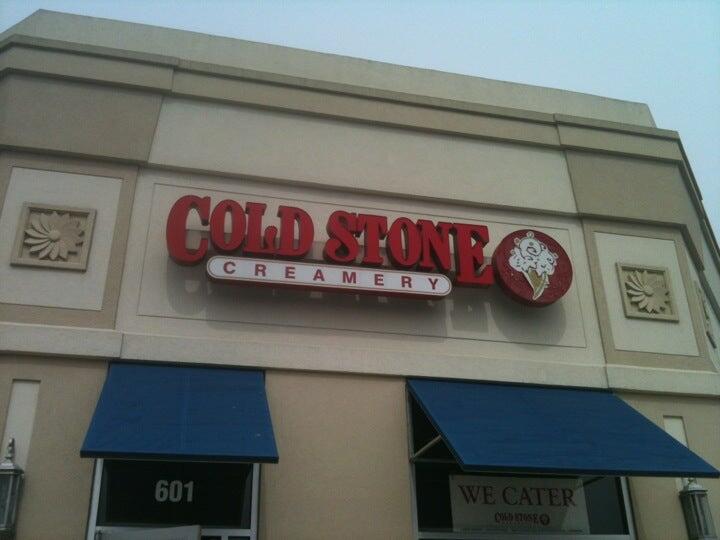 COLD STONE
CREAMERY
601
WE CATER
COLD STONE